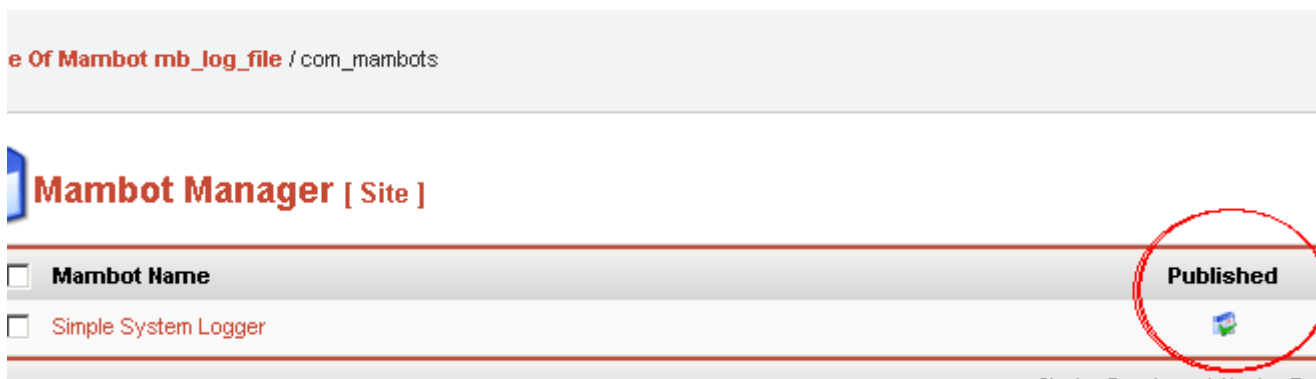 e Of Mambot mb_log_file / com_mambots
Mambot Manager [ Site ]
Mambot Name Published
Simple System Logger